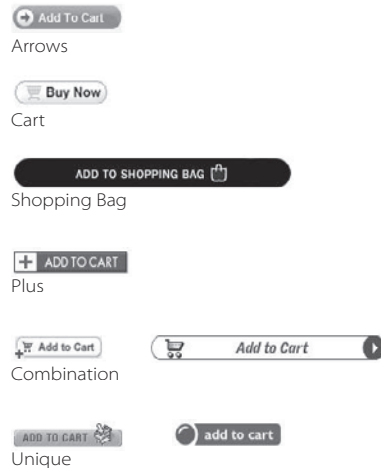 Add To Cart
Arrows
Buy Now
Cart
ADD TO SHOPPING BAG
Shopping Bag
ADD TO CART
Plus
Add to Cart
Add to Cart
Combination
ADD TO CART
add to cart
Unique